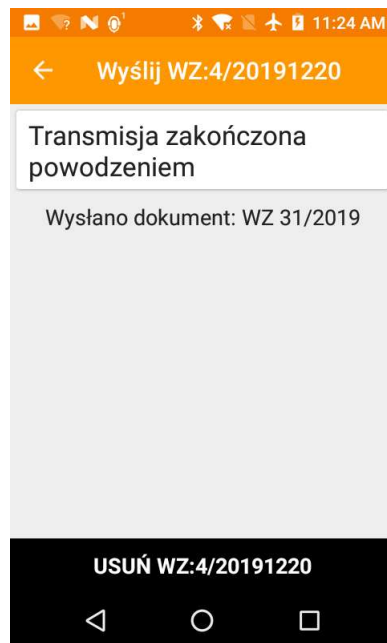 11:24 AM
Wyślij WZ:4/20191220
Transmisja zakończona
powodzeniem
Wysłano dokument: WZ 31/2019
USUŃ WZ:4/20191220